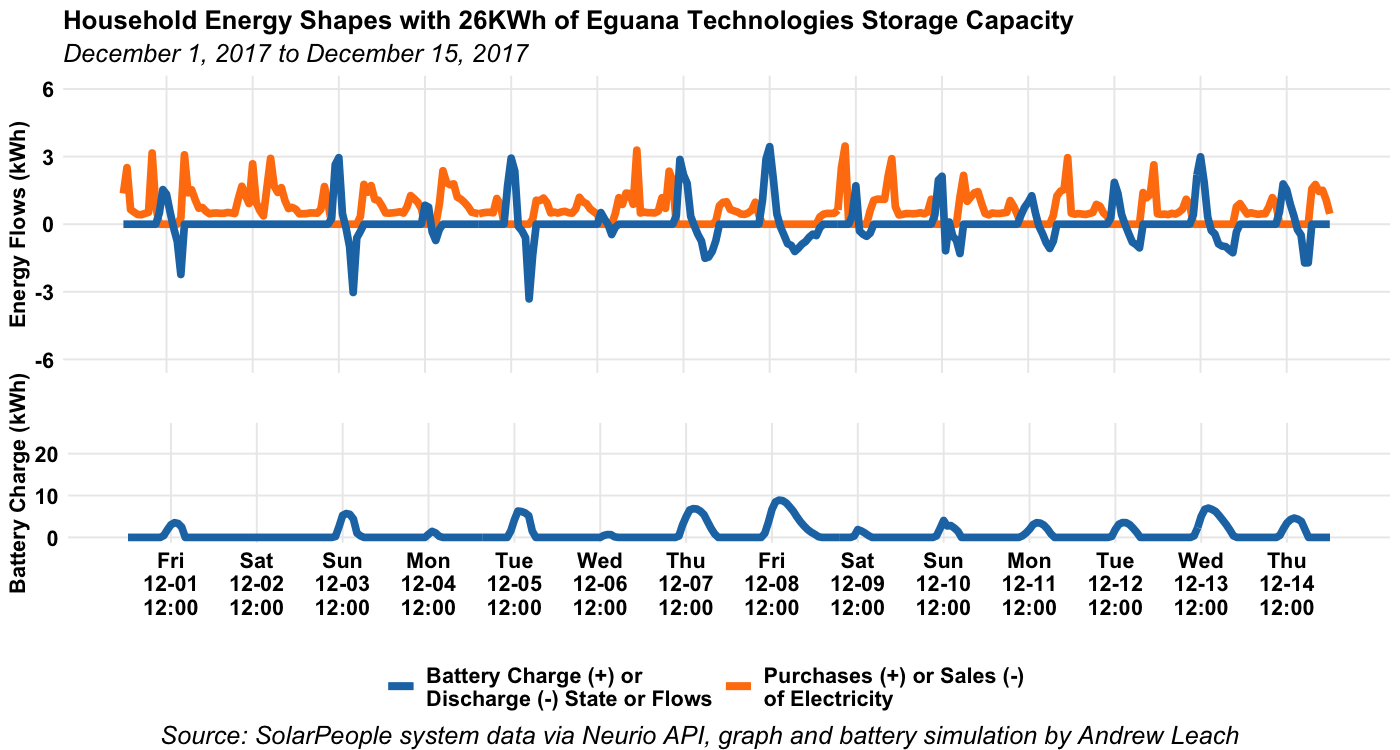 Household Energy Shapes with 26KWh of Eguana Technologies Storage Capacity
December 1, 2017 to December 15, 2017
Energy Flows (kWh)
6
3
0
-3
-6
Battery Charge (kWh)
20
10
0
Fri Sat Sun Mon Tue Wed Thu Fri Sat Sun Mon Tue Wed Thu
12-01 12-02 12-03 12-04 12-05 12-06 12-07 12-08 12-09 12-10 12-11 12-12 12-13 12-14
12:00 12:00 12:00 12:00 12:00 12:00 12:00 12:00 12:00 12:00 12:00 12:00 12:00 12:00
Battery Charge (+) or
Discharge (-) State or Flows
Purchases (+) or Sales (-)
of Electricity
Source: SolarPeople system data via Neurio API, graph and battery simulation by Andrew Leach